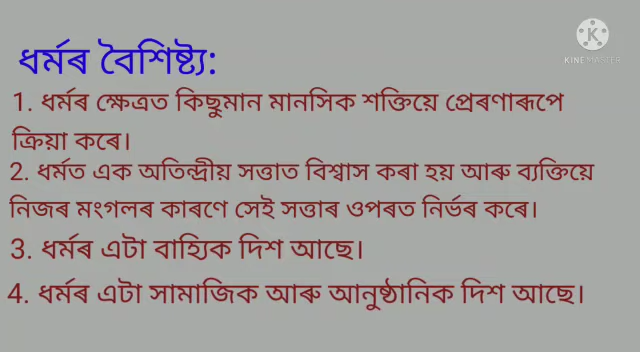 ধৰ্মৰ বৈশিষ্ট্য:
KINEMASTER
1. ধৰ্মৰ ক্ষেত্ৰত কিছুমান মানসিক শক্তিয়ে প্ৰেৰণাৰূপে
ক্ৰিয়া কৰে।
2. ধৰ্মত এক অতিন্দ্ৰীয় সত্তাত বিশ্বাস কৰা হয় আৰু ব্যক্তিয়ে
নিজৰ মংগলৰ কাৰণে সেই সত্তাৰ ওপৰত নিৰ্ভৰ কৰে।
3. ধৰ্মৰ এটা বাহ্যিক দিশ আছে।
4. ধৰ্মৰ এটা সামাজিক আৰু আনুষ্ঠানিক দিশ আছে।